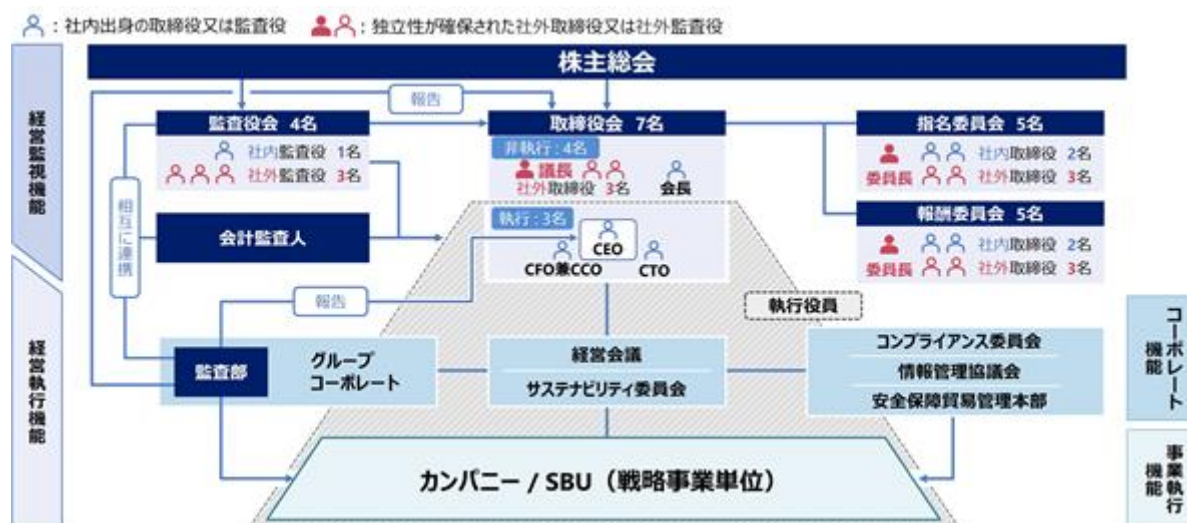 ：社内出身の取締役又は監査役
：独立性が確保された社外取締役又は社外監査役
経営監視機能
株主総会
報告
監査役会 4名
社内監査役 1名
社外監査役 3名
取締役会 7名
非執行：4名
議長
社外取締役 3名
会長
指名委員会 5名
社内取締役 2名
委員長
社外取締役 3名
相互に連携
会計監査人
執行：3名
CEO
CFO兼CCO
CTO
報酬委員会 5名
社内取締役 2名
委員長
社外取締役 3名
報告
執行役員
経営執行機能
監査部
グループ
コーポレート
経営会議
サステナビリティ委員会
コンプライアンス委員会
情報管理協議会
安全保障貿易管理本部
コーポレート
機能
カンパニー / SBU（戦略事業単位）
事業執行
機能